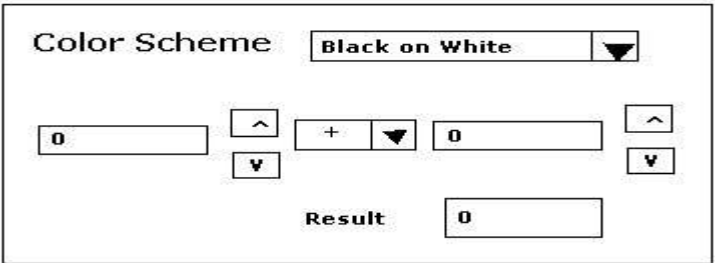 Color Scheme Black on White
^ ^
0 + 0
v v
Result 0